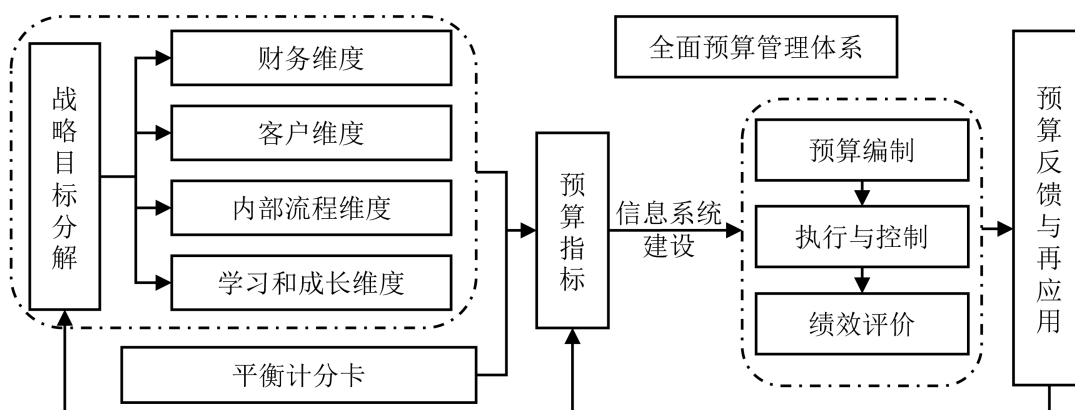 战略目标分解
财务维度
客户维度
内部流程维度
学习和成长维度
平衡计分卡
预算指标
信息系统
建设
全面预算管理体系
预算编制
执行与控制
绩效评价
预算反馈与再应用